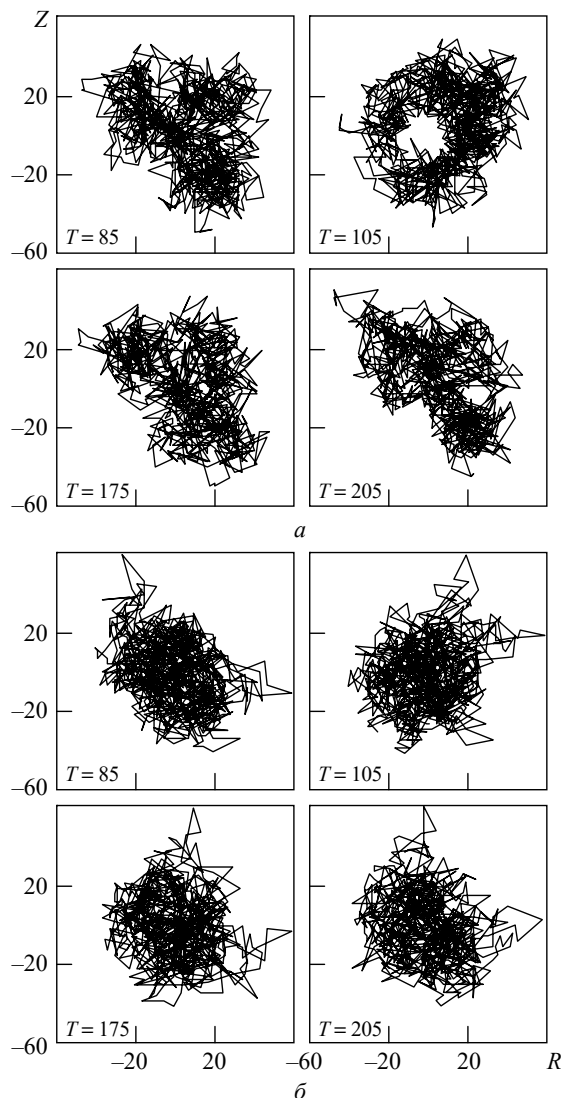 Z
20
–20
–60
T = 85
T = 105
20
–20
–60
T = 175
T = 205
а
20
–20
–60
T = 85
T = 105
20
–20
–60
T = 175
T = 205
–20 20 –60 –20 20 R
б